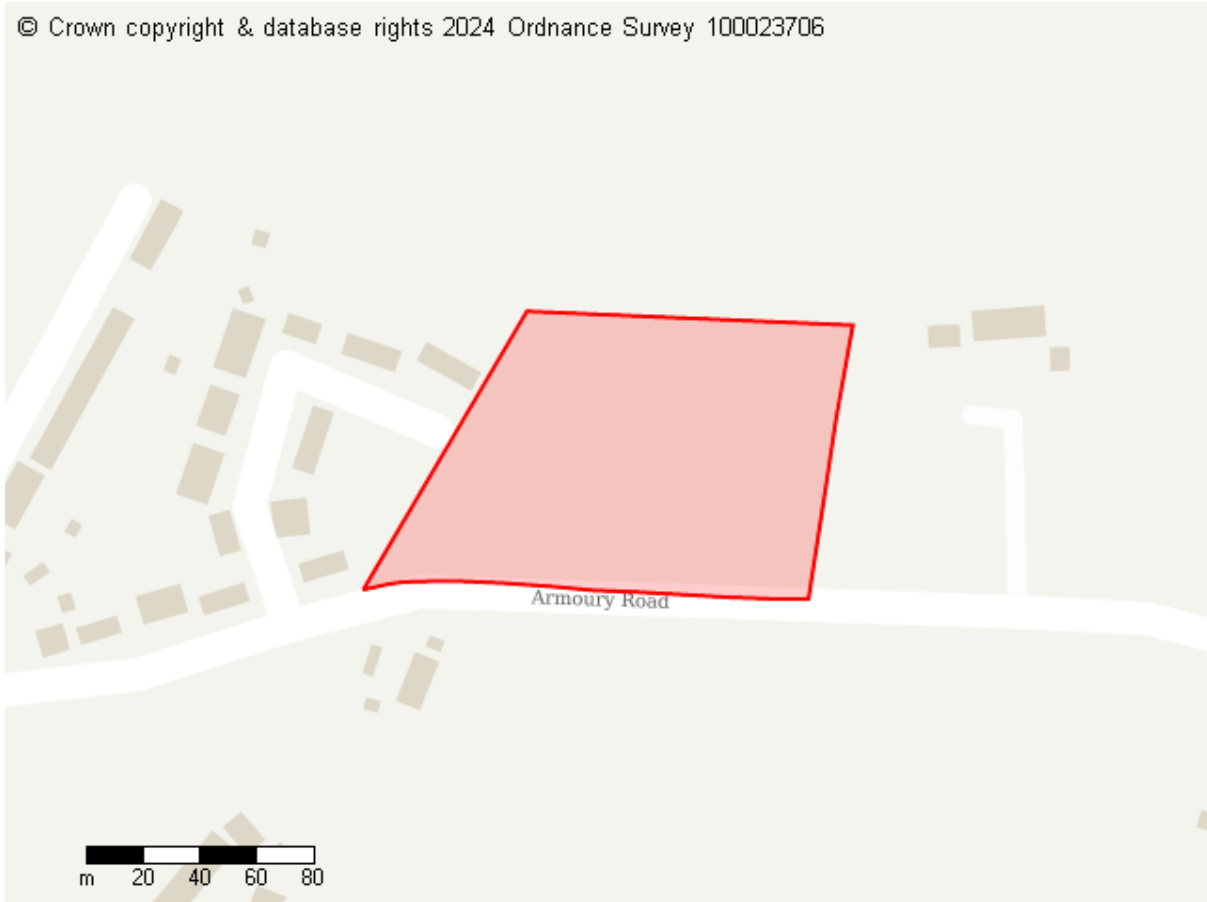 © Crown copyright & database rights 2024 Ordnance Survey 100023706
Armoury Road
m 20 40 60 80